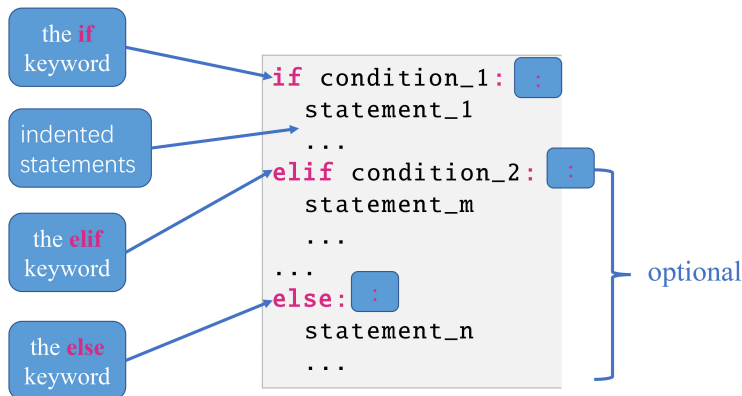 the if
keyword
indented
statements
the elif
keyword
the else
keyword
if condition_1: :
statement_1
...
elif condition_2: :
statement_m
...
...
else: :
statement_n
...
optional